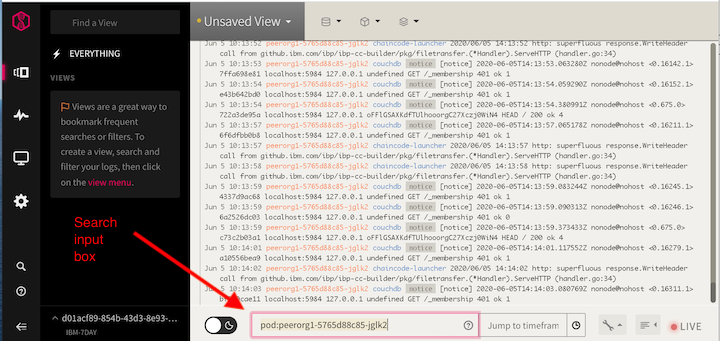 Find a View
Unsaved View
EVERYTHING
VIEWS
Views are a great way to
bookmark frequent
searches or filters. To
create a view, search and
filter your logs, then click
on the view menu.
Search
input
box
d01acf89-854b-43d3-8e93-...
IBM-7DAY
Jun 5 10:13:52 peerorg1-5765d88c85-jglk2 chaincode-launcher 2020/06/05 14:13:52 http: superfluous response.WriteHeader
call from github.ibm.com/ibp/ibp-cc-builder/pkg/filetransfer.(*Handler).ServeHTTP (handler.go:34)
Jun 5 10:13:53 peerorg1-5765d88c85-jglk2 couchdb notice [notice] 2020-06-05T14:13:53.063280Z nonode@nohost <0.16142.1>
7ffa698e81 localhost:5984 127.0.0.1 undefined GET /_membership 401 ok 1
Jun 5 10:13:54 peerorg1-5765d88c85-jglk2 couchdb notice [notice] 2020-06-05T14:13:54.059290Z nonode@nohost <0.16152.1>
e43b642bd0 localhost:5984 127.0.0.1 undefined GET /_membership 401 ok 1
Jun 5 10:13:54 peerorg1-5765d88c85-jglk2 couchdb notice [notice] 2020-06-05T14:13:54.380991Z nonode@nohost <0.675.0>
722a3de95a localhost:5984 127.0.0.1 HEAD / 200 ok 4
Jun 5 10:13:57 peerorg1-5765d88c85-jglk2 couchdb notice [notice] 2020-06-05T14:13:57.065178Z nonode@nohost <0.16211.1>
6f6dfbb0b8 localhost:5984 127.0.0.1 undefined GET /_membership 401 ok 1
Jun 5 10:13:57 peerorg1-5765d88c85-jglk2 chaincode-launcher 2020/06/05 14:13:57 http: superfluous response.WriteHeader
call from github.ibm.com/ibp/ibp-cc-builder/pkg/filetransfer.(*Handler).ServeHTTP (handler.go:34)
Jun 5 10:13:58 peerorg1-5765d88c85-jglk2 chaincode-launcher 2020/06/05 14:13:58 http: superfluous response.WriteHeader
call from github.ibm.com/ibp/ibp-cc-builder/pkg/filetransfer.(*Handler).ServeHTTP (handler.go:34)
Jun 5 10:13:59 peerorg1-5765d88c85-jglk2 couchdb notice [notice] 2020-06-05T14:13:59.083244Z nonode@nohost <0.16245.1>
4337d9ac68 localhost:5984 127.0.0.1 undefined GET /_membership 401 ok 1
Jun 5 10:13:59 peerorg1-5765d88c85-jglk2 couchdb notice [notice] 2020-06-05T14:13:59.090313Z nonode@nohost <0.16246.1>
6a2526dc03 localhost:5984 127.0.0.1 undefined GET /_membership 401 ok 0
Jun 5 10:13:59 peerorg1-5765d88c85-jglk2 couchdb notice [notice] 2020-06-05T14:13:59.373433Z nonode@nohost <0.675.0>
c73c2b031d localhost:5984 127.0.0.1 HEAD / 200 ok 4
Jun 5 10:14:01 peerorg1-5765d88c85-jglk2 couchdb notice [notice] 2020-06-05T14:14:01.117552Z nonode@nohost <0.16279.1>
a10556bea9 localhost:5984 127.0.0.1 undefined GET /_membership 401 ok 1
Jun 5 10:14:02 peerorg1-5765d88c85-jglk2 chaincode-launcher 2020/06/05 14:14:02 http: superfluous response.WriteHeader
call from github.ibm.com/ibp/ibp-cc-builder/pkg/filetransfer.(*Handler).ServeHTTP (handler.go:34)
Jun 5 10:14:03 peerorg1-5765d88c85-jglk2 couchdb notice [notice] 2020-06-05T14:14:03.080769Z nonode@nohost <0.16311.1>
localhost:5984 127.0.0.1 undefined GET /_membership 401 ok 1
pod:peerorg1-5765d88c85-jglk2
Jump to timefram
LIVE